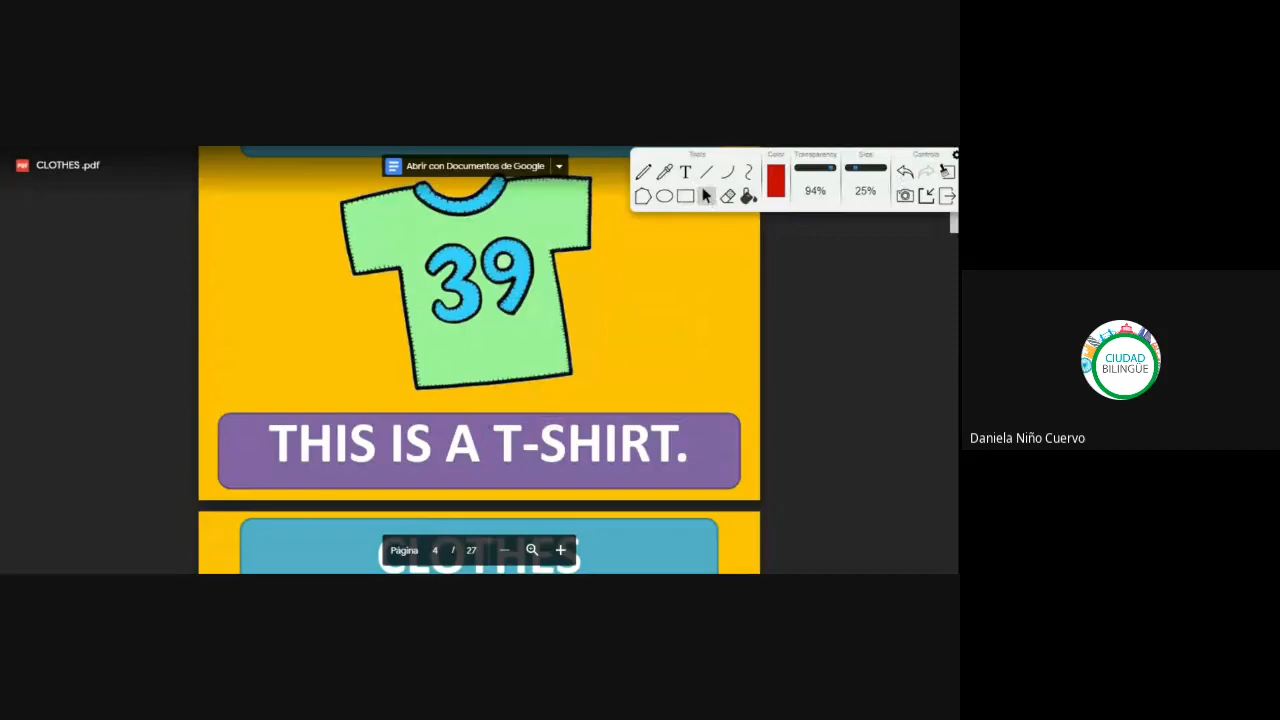 CLOTHES .pdf
Abrir con Documentos de Google
Tools
Color
Transparency
Size
Controls
94%
25%
39
THIS IS A T-SHIRT.
CLOTHES
Página 4 / 27
CIUDAD
BILINGÜE
Daniela Niño Cuervo